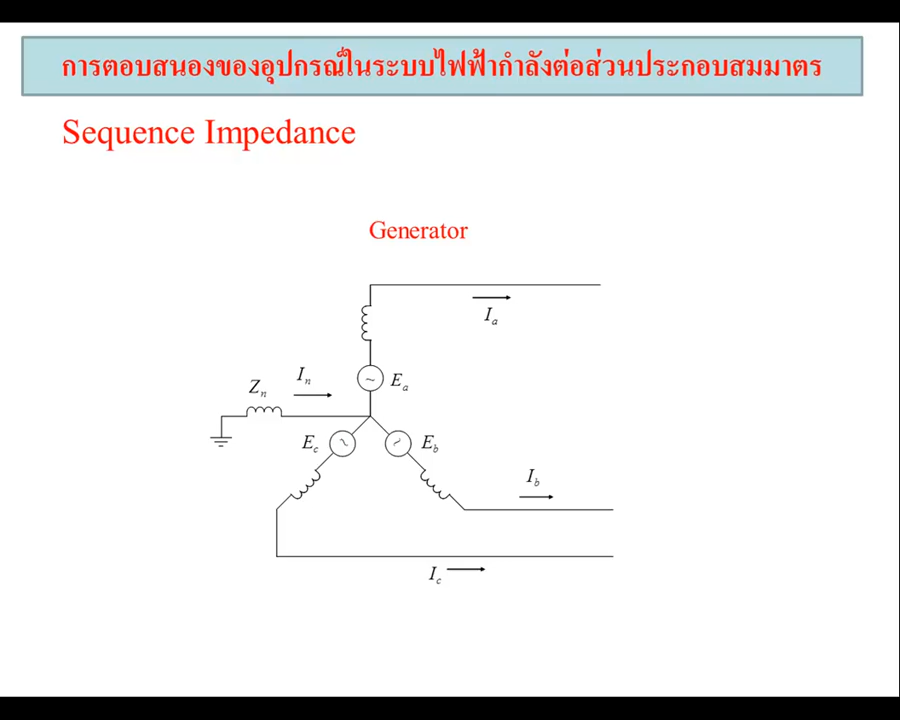 การตอบสนองของอุปกรณ์ในระบบไฟฟ้ากำลังต่อส่วนประกอบสมมาตร
Sequence Impedance
Generator
I_a
I_n
Z_n
E_a
E_c
E_b
I_b
I_c